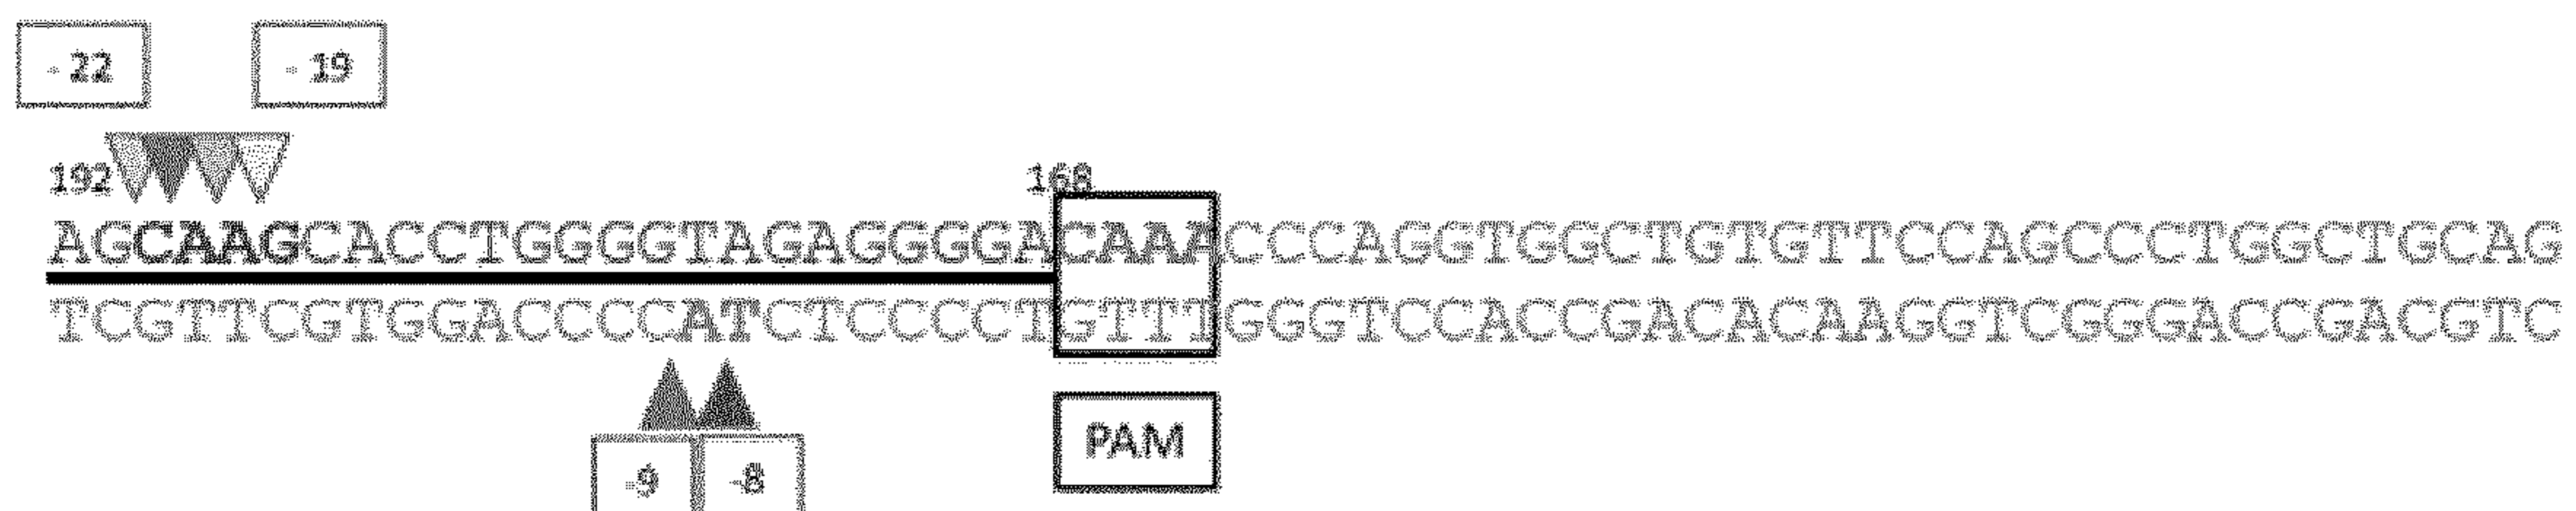 - 22
- 19
192
168
AGCAAGCACCTGGGGTAGAGGGGACAAACCCAGGTGGCTGTGTTCCAGCCCTGGCTGCAG
TCGTTCGTGGACCCCATCTCCCCTGTTTGGGTCCACCGACACAAGGTCGGGACCGACGTC
PAM
-9
-8